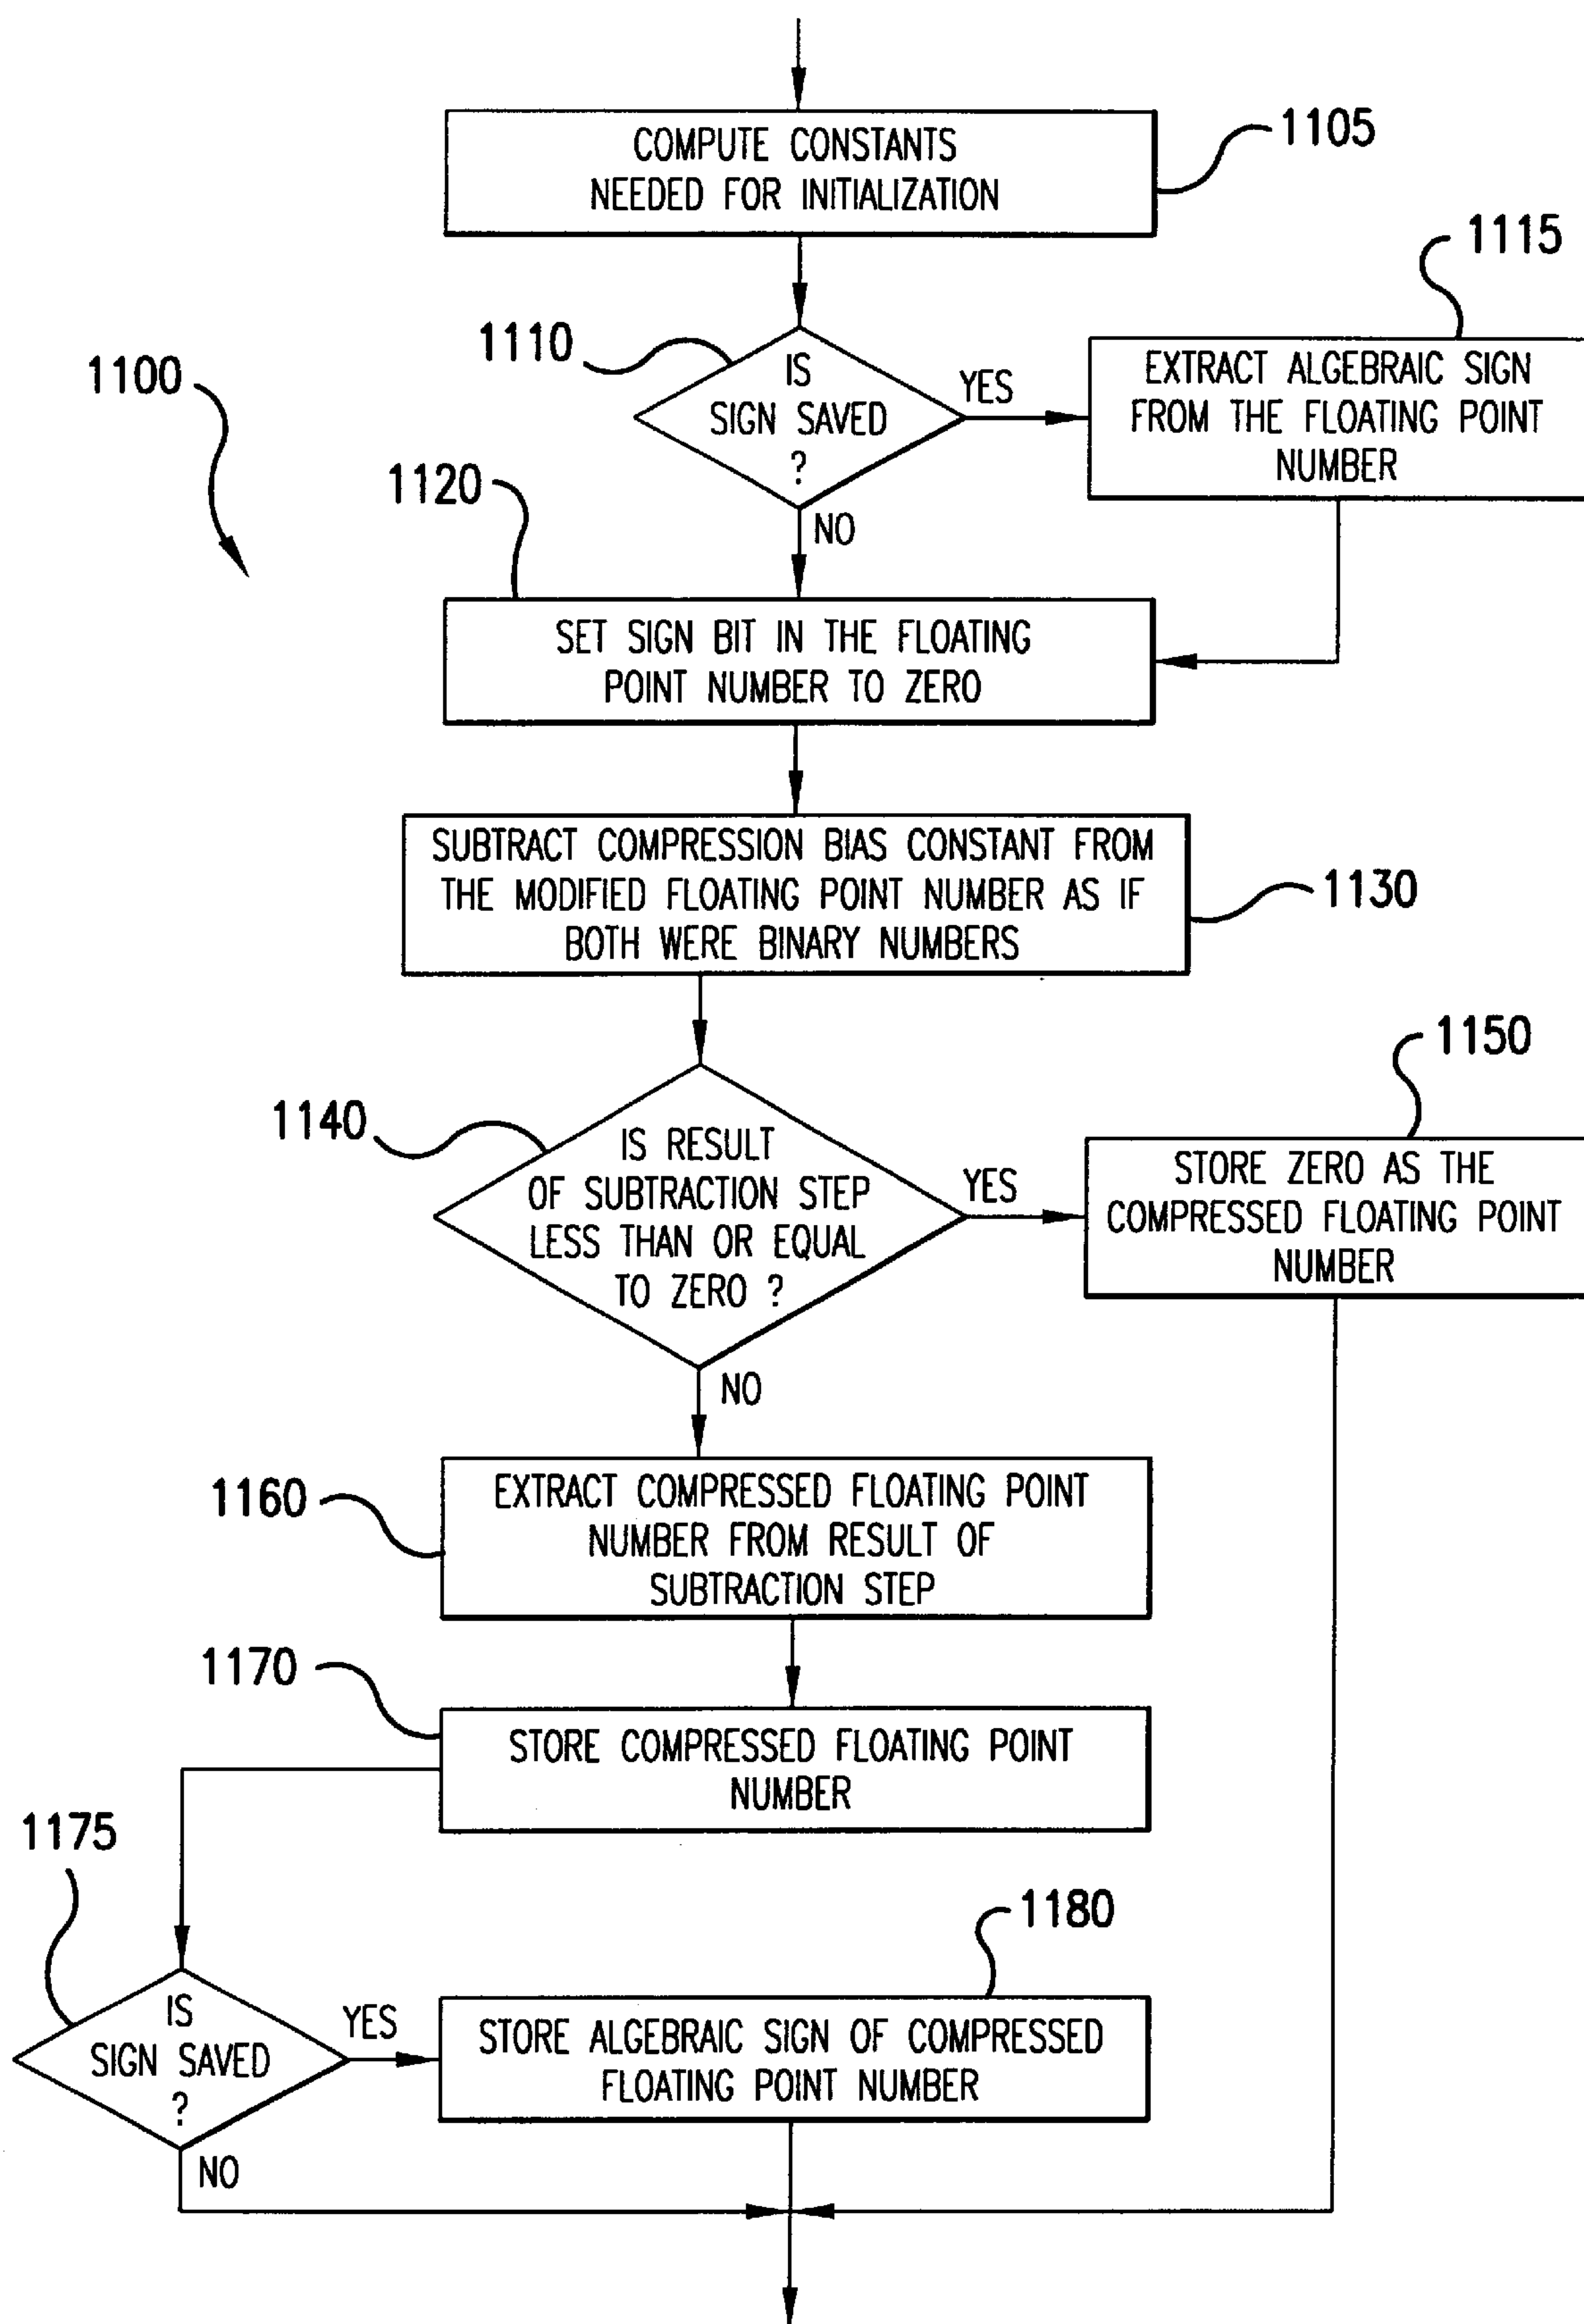 COMPUTE CONSTANTS
NEEDED FOR INITIALIZATION
1105
1115
1110
IS
SIGN SAVED
?
YES
EXTRACT ALGEBRAIC SIGN
FROM THE FLOATING POINT
NUMBER
1100
1120
NO
SET SIGN BIT IN THE FLOATING
POINT NUMBER TO ZERO
SUBTRACT COMPRESSION BIAS CONSTANT FROM
THE MODIFIED FLOATING POINT NUMBER AS IF
BOTH WERE BINARY NUMBERS
1130
1150
1140
IS RESULT
OF SUBTRACTION STEP
LESS THAN OR EQUAL
TO ZERO ?
YES
STORE ZERO AS THE
COMPRESSED FLOATING POINT
NUMBER
NO
1160
EXTRACT COMPRESSED FLOATING POINT
NUMBER FROM RESULT OF
SUBTRACTION STEP
1170
STORE COMPRESSED FLOATING POINT
NUMBER
1175
1180
IS
SIGN SAVED
?
YES
STORE ALGEBRAIC SIGN OF COMPRESSED
FLOATING POINT NUMBER
NO